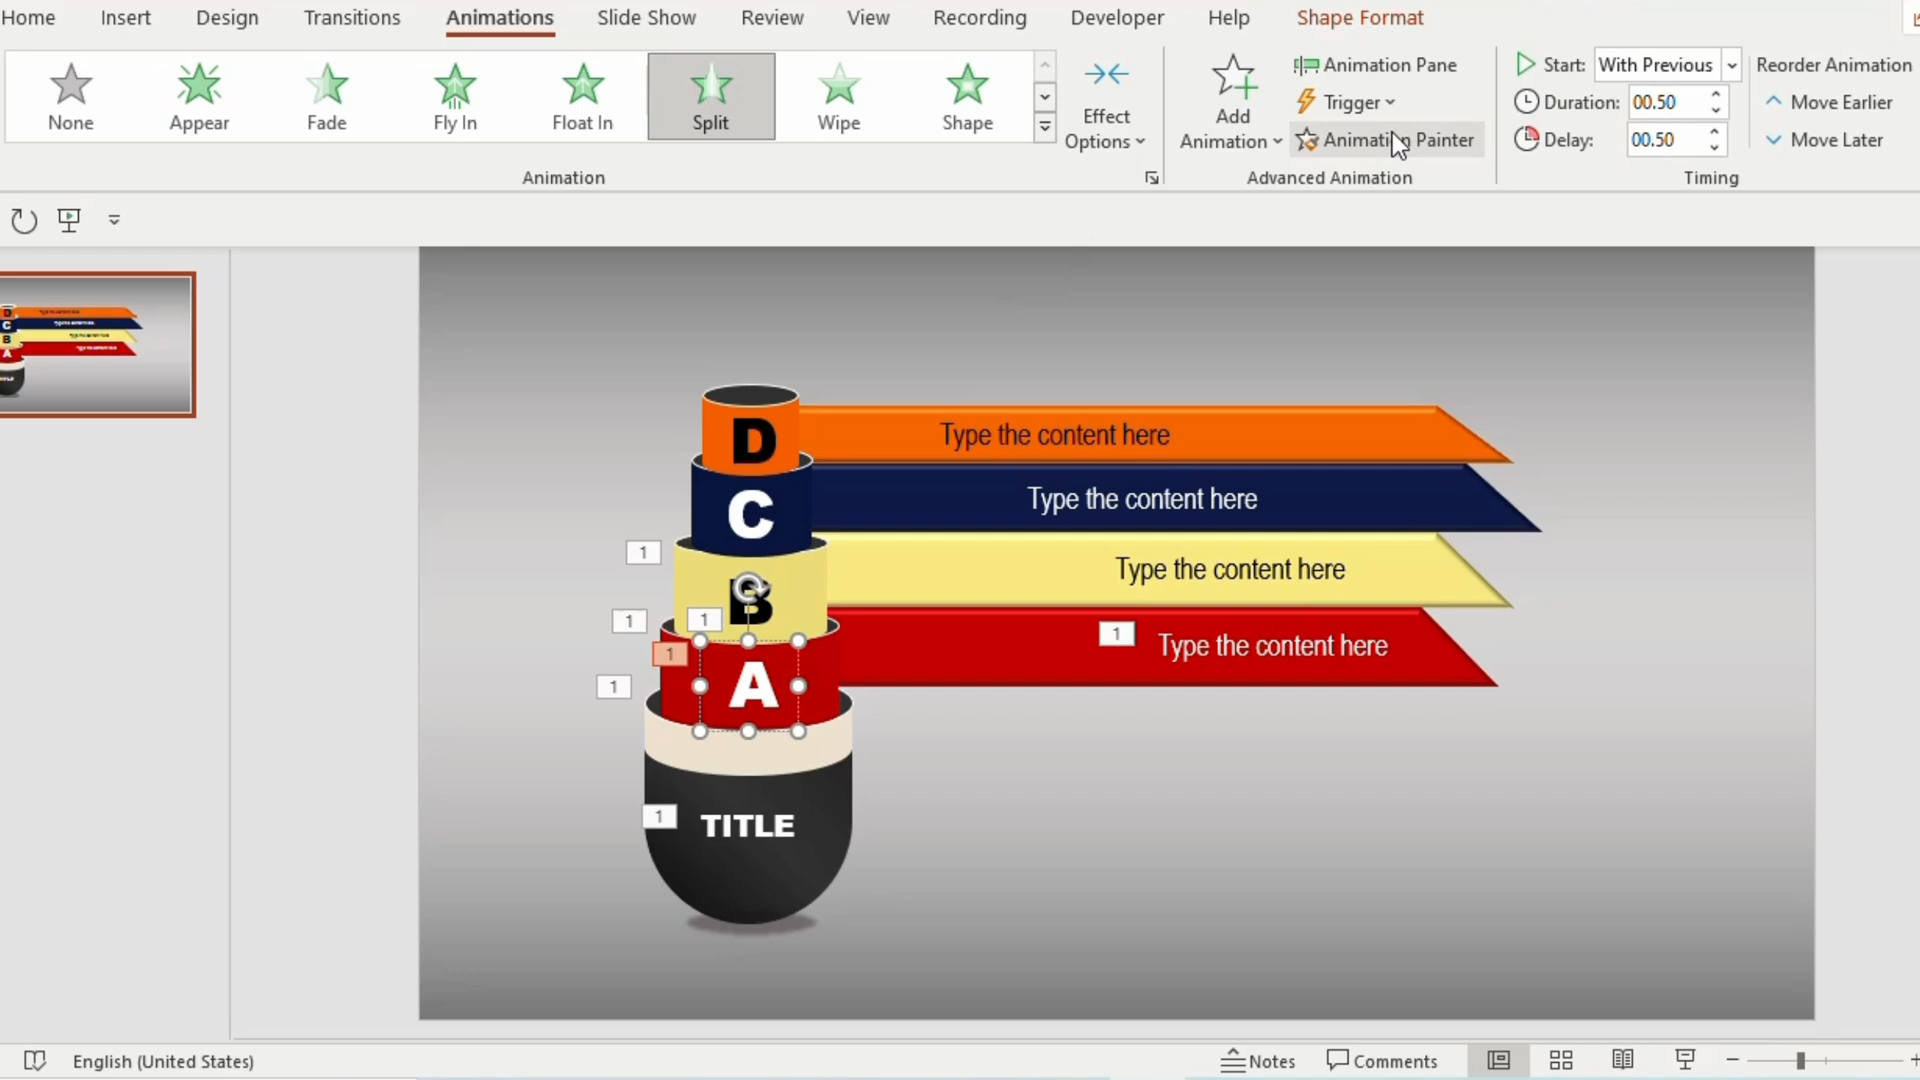 Home Insert Design Transitions Animations Slide Show Review View Recording Developer Help Shape Format
None Appear Fade Fly In Float In Split Wipe Shape
Effect Options
Add Animation
Animation Pane
Trigger
Animation Painter
Start: With Previous
Duration: 00.50
Delay: 00.50
Reorder Animation
Move Earlier
Move Later
Animation Advanced Animation Timing
D Type the content here
C Type the content here
1
B Type the content here
1 1
1
1 Type the content here
1
A
1 TITLE
English (United States) Notes Comments